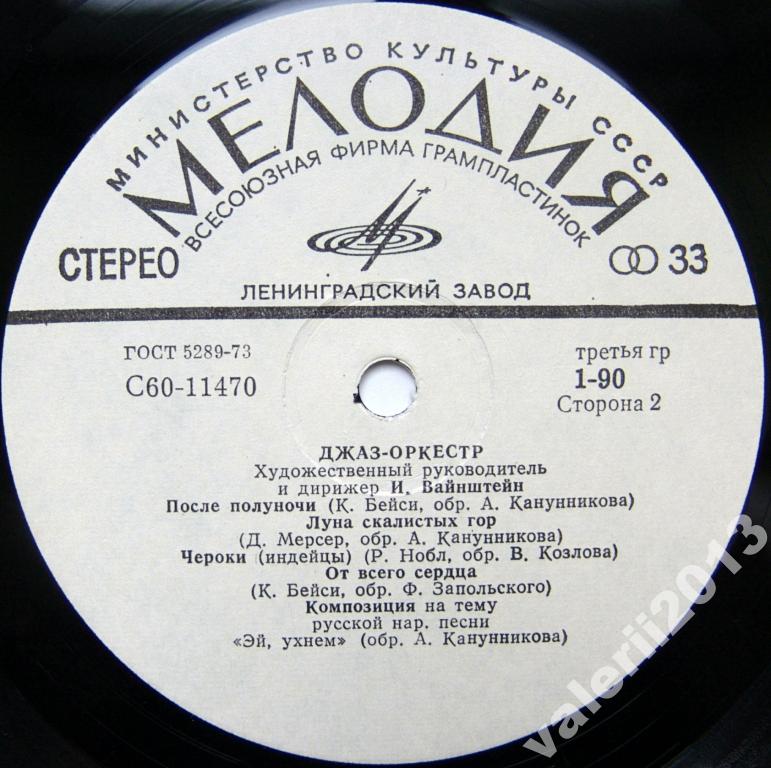 МИНИСТЕРСТВО КУЛЬТУРЫ СССР
МЕЛОДИЯ
ВСЕСОЮЗНАЯ ФИРМА ГРАМПЛАСТИНОК
СТЕРЕО 33
ЛЕНИНГРАДСКИЙ ЗАВОД
ГОСТ 5289-73 третья гр
С60-11470 1-90
Сторона 2
ДЖАЗ-ОРКЕСТР
Художественный руководитель
и дирижер И. Вайнштейн
После полуночи (К. Бейси, обр. А. Канунникова)
Луна скалистых гор
(Д. Мерсер, обр. А. Канунникова)
Чероки (индейцы) (Р. Нобл, обр. В. Козлова)
От всего сердца
(К. Бейси, обр. Ф. Запольского)
Композиция на тему
русской нар. песни
«Эй, ухнем» (обр. А. Канунникова)
valerii2013